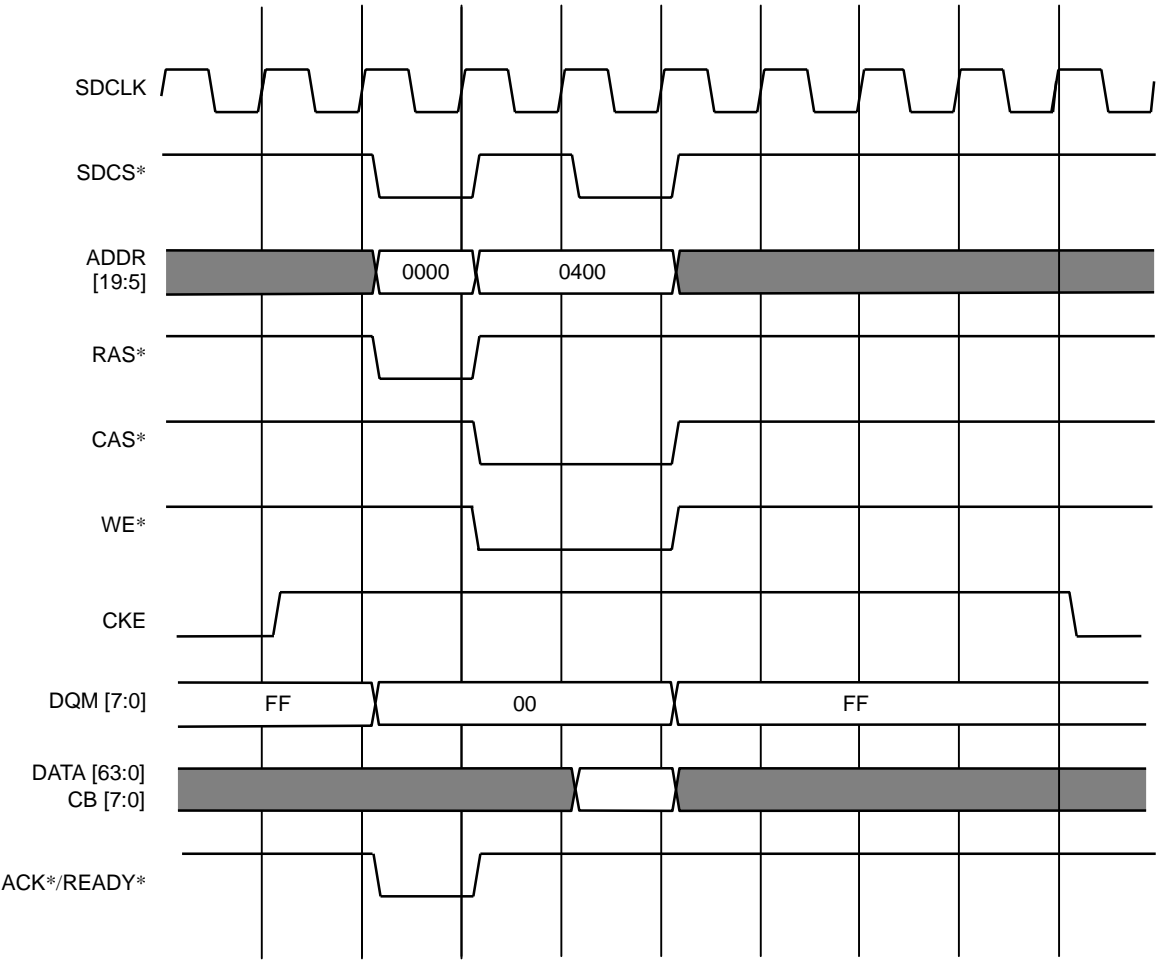 SDCLK
SDCS*
ADDR
[19:5]
0000
0400
RAS*
CAS*
WE*
CKE
DQM [7:0]
FF
00
FF
DATA [63:0]
CB [7:0]
ACK*/READY*